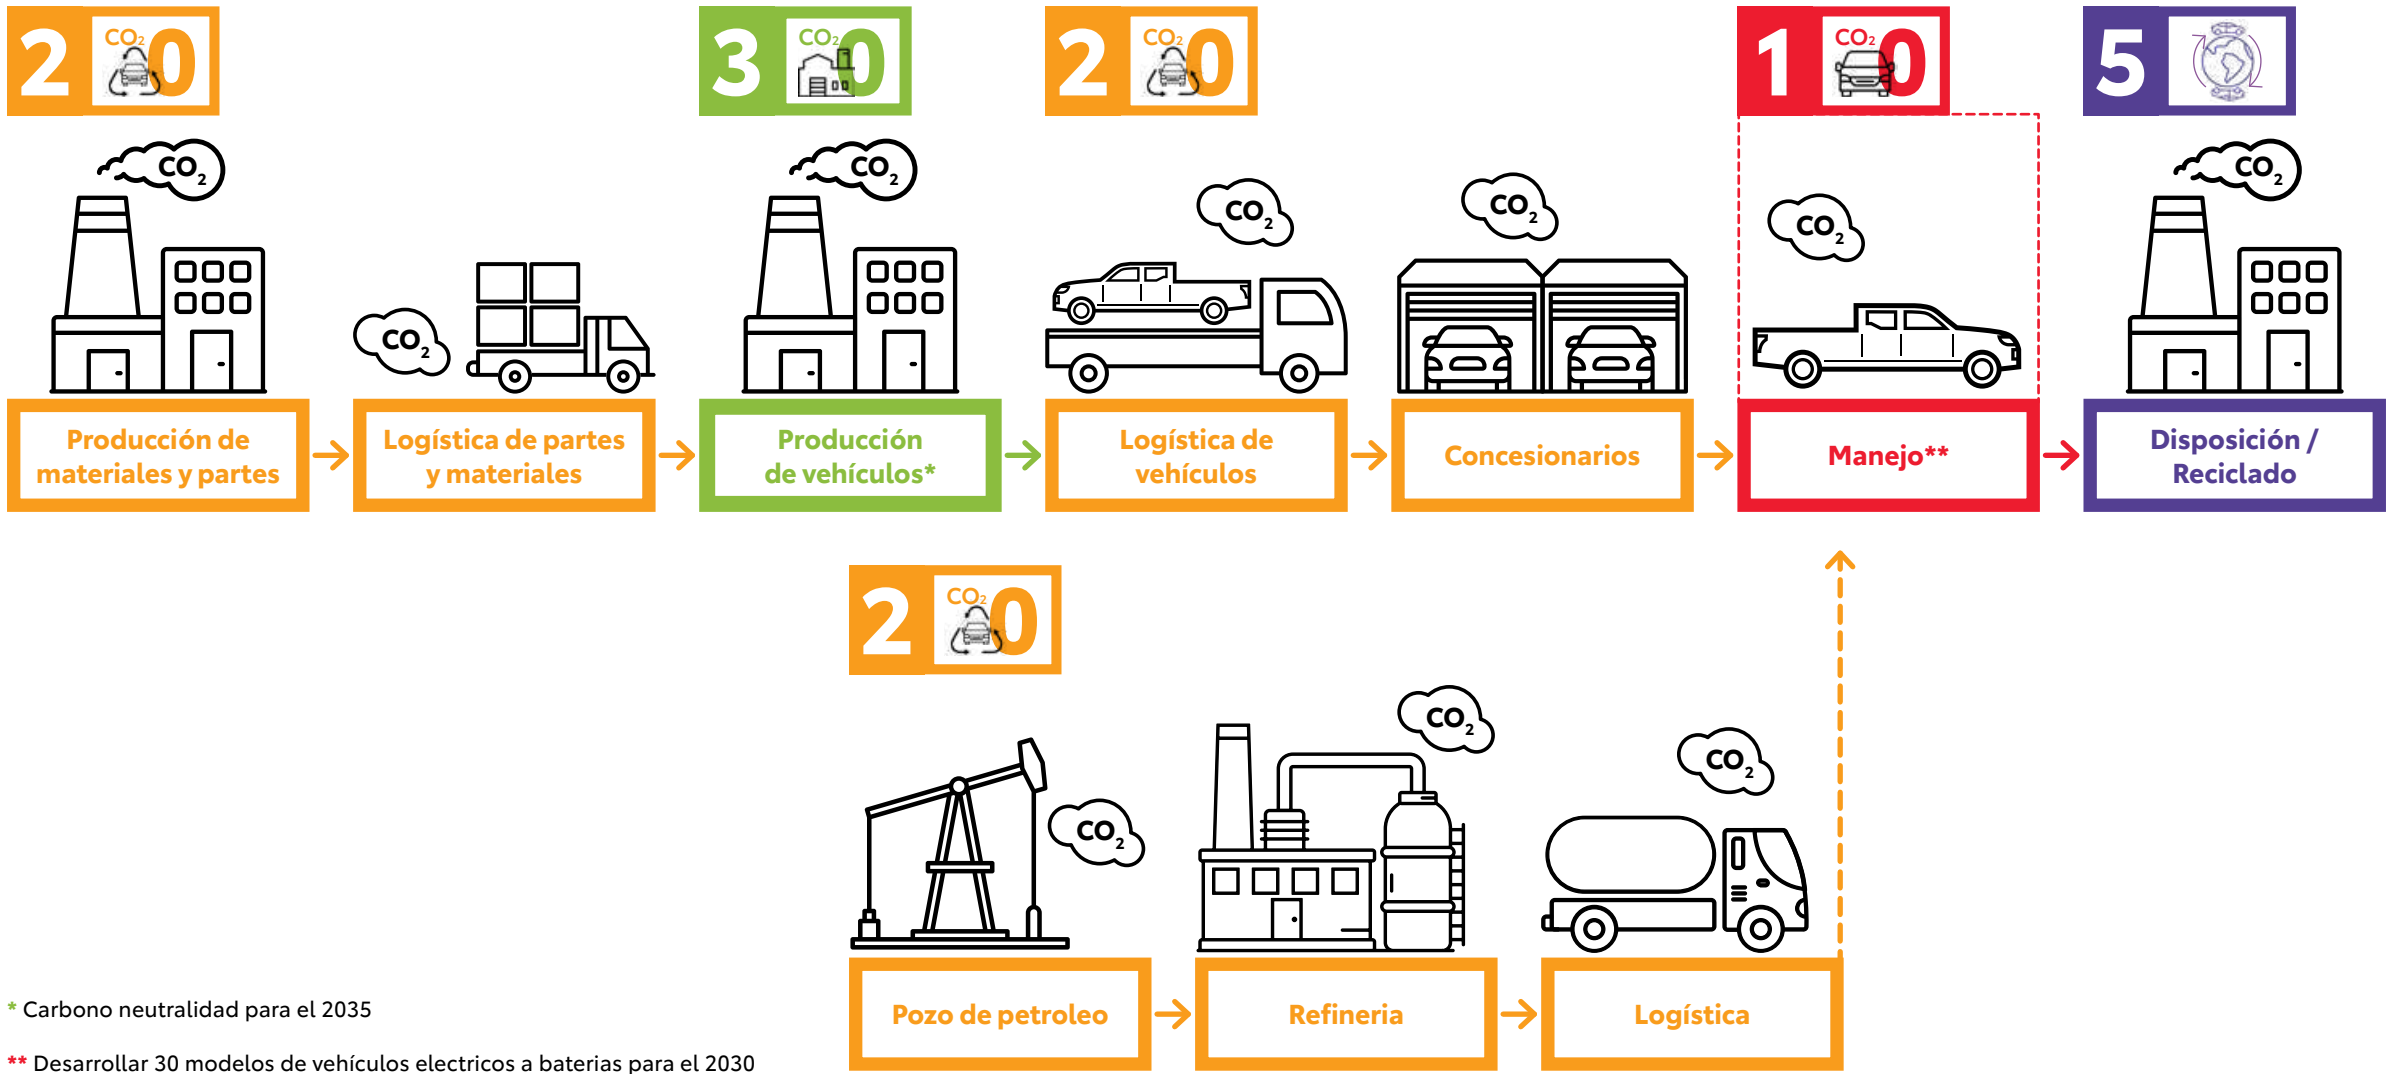 2 CO₂ 0
3 CO₂ 0
2 CO₂ 0
1 CO₂ 0
5
CO₂
CO₂
CO₂
CO₂
CO₂
CO₂
CO₂
Producción de
materiales y partes
Logística de partes
y materiales
Producción
de vehículos*
Logística de
vehículos
Concesionarios
Manejo**
Disposición /
Reciclado
2 CO₂ 0
CO₂
CO₂
CO₂
Pozo de petroleo
Refineria
Logística
* Carbono neutralidad para el 2035
** Desarrollar 30 modelos de vehículos electricos a baterias para el 2030